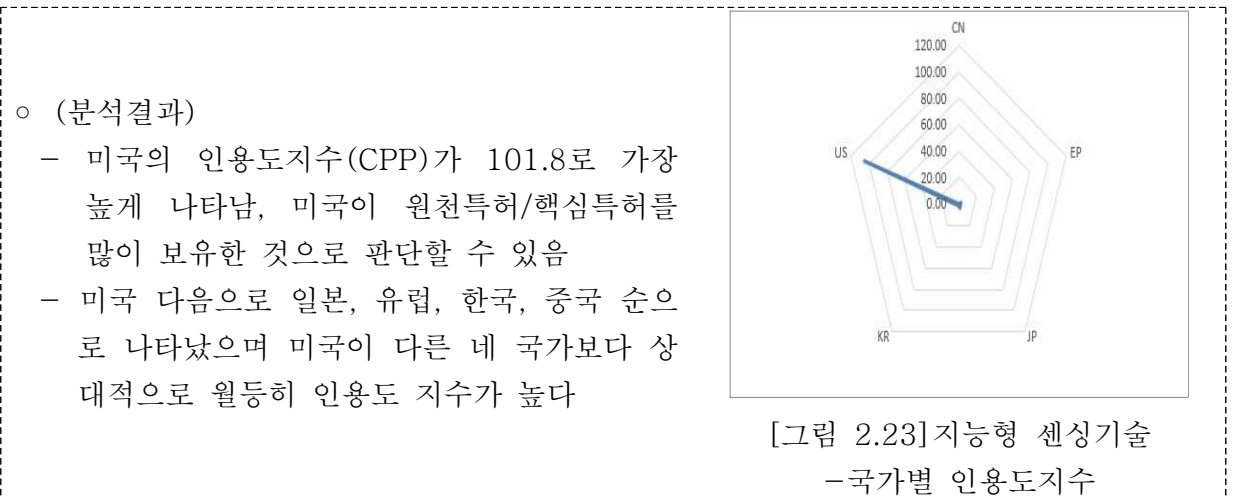 ○ (분석결과)
- 미국의 인용도지수(CPP)가 101.8로 가장
높게 나타남, 미국이 원천특허/핵심특허를
많이 보유한 것으로 판단할 수 있음
- 미국 다음으로 일본, 유럽, 한국, 중국 순으
로 나타났으며 미국이 다른 네 국가보다 상
대적으로 월등히 인용도 지수가 높다
CN
120.00
100.00
80.00
60.00
US
40.00
EP
20.00
0.00
KR
JP
[그림 2.23]지능형 센싱기술
-국가별 인용도지수